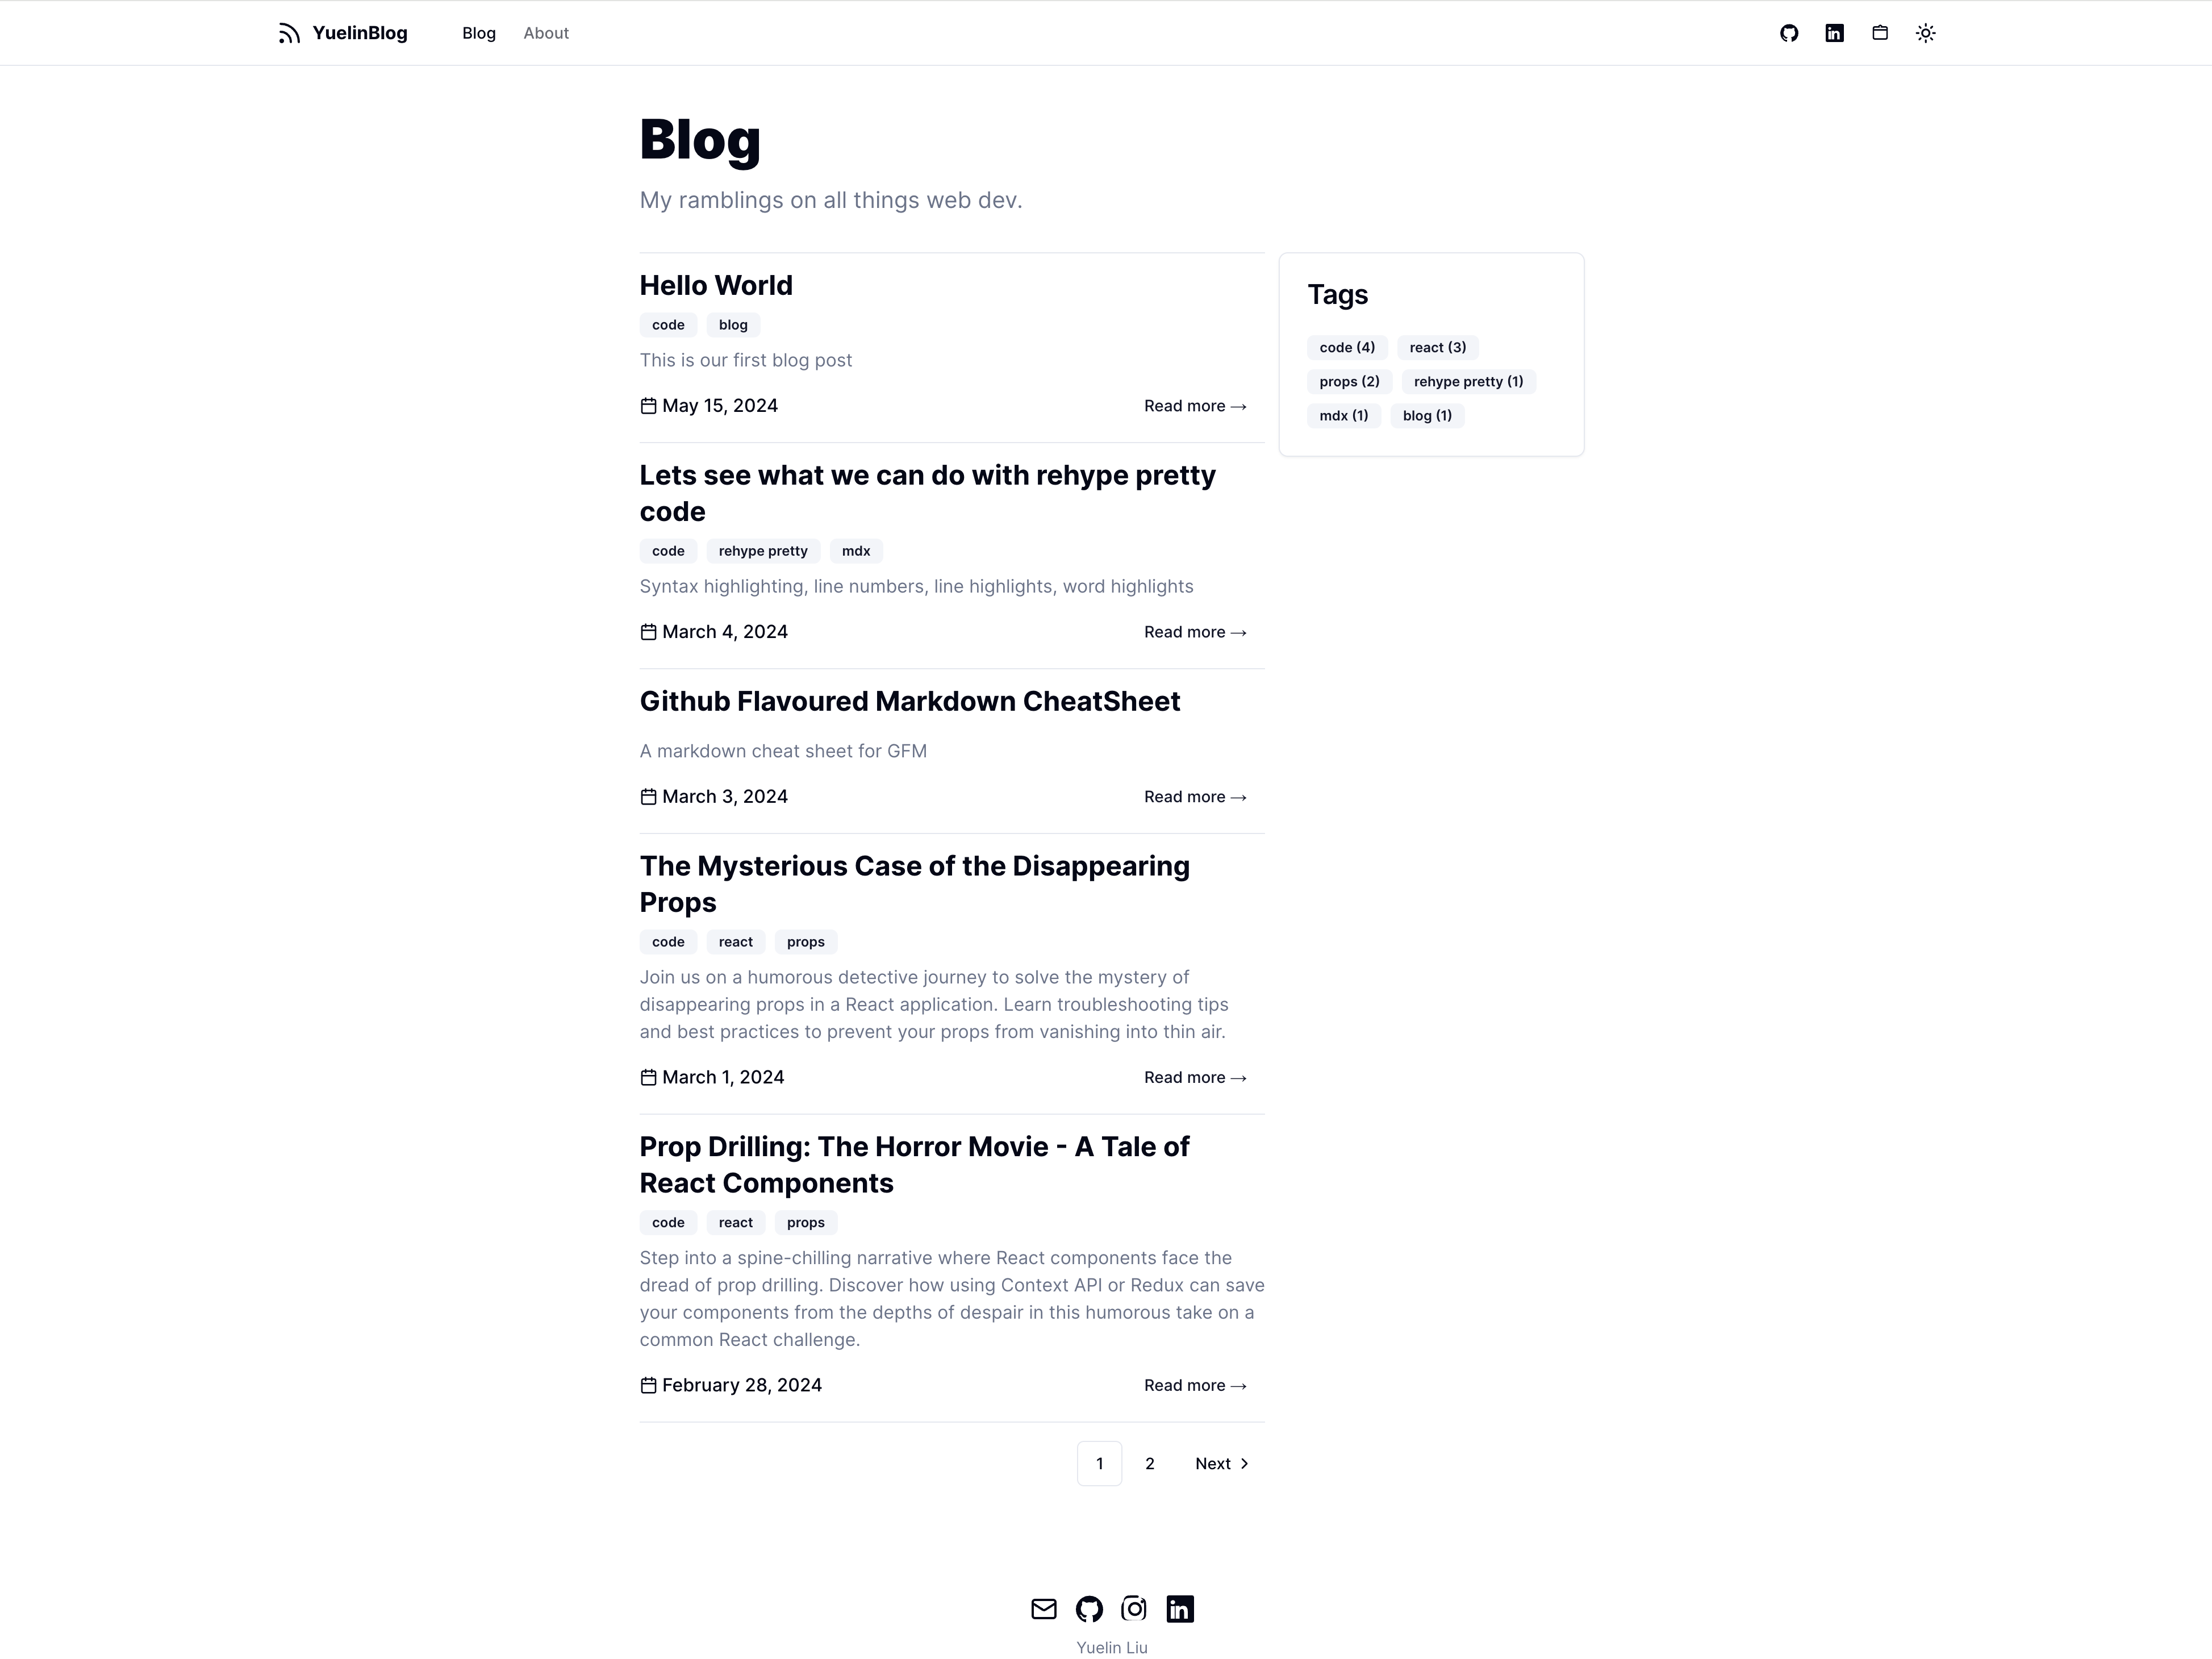 YuelinBlog
Blog
About
Blog
My ramblings on all things web dev.
Hello World
code
blog
This is our first blog post
May 15, 2024
Read more →
Lets see what we can do with rehype pretty
code
code
rehype pretty
mdx
Syntax highlighting, line numbers, line highlights, word highlights
March 4, 2024
Read more →
Github Flavoured Markdown CheatSheet
A markdown cheat sheet for GFM
March 3, 2024
Read more →
The Mysterious Case of the Disappearing
Props
code
react
props
Join us on a humorous detective journey to solve the mystery of
disappearing props in a React application. Learn troubleshooting tips
and best practices to prevent your props from vanishing into thin air.
March 1, 2024
Read more →
Prop Drilling: The Horror Movie - A Tale of
React Components
code
react
props
Step into a spine-chilling narrative where React components face the
dread of prop drilling. Discover how using Context API or Redux can save
your components from the depths of despair in this humorous take on a
common React challenge.
February 28, 2024
Read more →
1
2
Next
Tags
code (4)
react (3)
props (2)
rehype pretty (1)
mdx (1)
blog (1)
Yuelin Liu